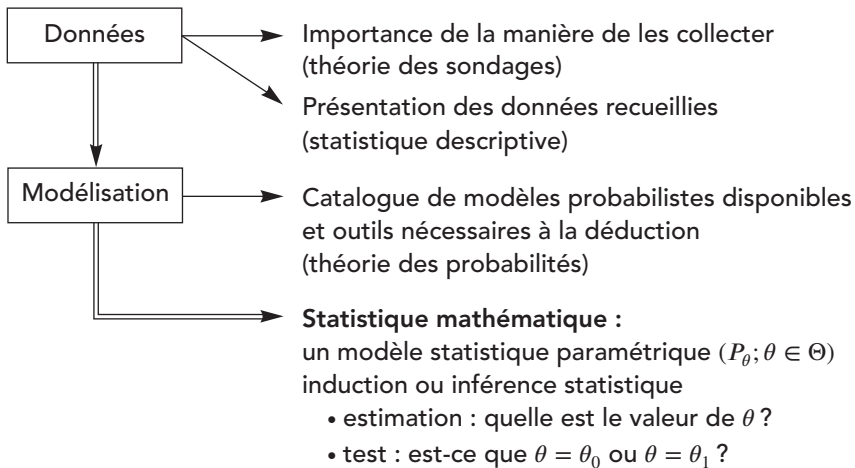 Données
Importance de la manière de les collecter
(théorie des sondages)
Présentation des données recueillies
(statistique descriptive)
Modélisation
Catalogue de modèles probabilistes disponibles
et outils nécessaires à la déduction
(théorie des probabilités)
Statistique mathématique :
un modèle statistique paramétrique (P_θ; θ ∈ Θ)
induction ou inférence statistique
• estimation : quelle est le valeur de θ ?
• test : est-ce que θ = θ₀ ou θ = θ₁ ?